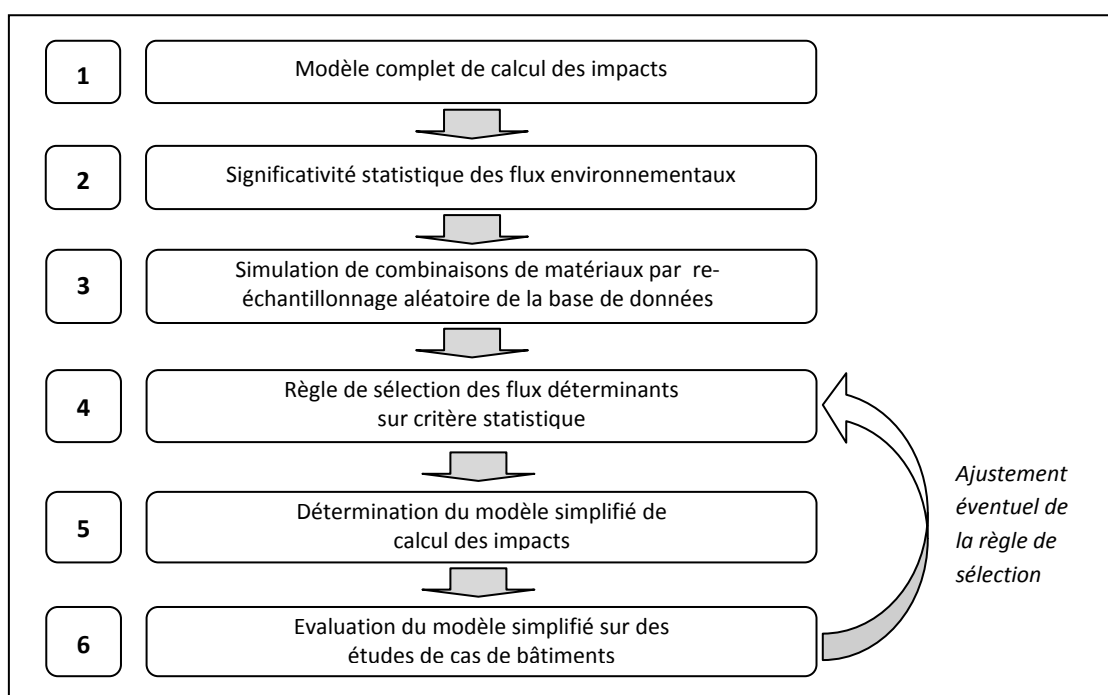 1
Modèle complet de calcul des impacts
2
Significativité statistique des flux environnementaux
3
Simulation de combinaisons de matériaux par re-
échantillonnage aléatoire de la base de données
4
Règle de sélection des flux déterminants
sur critère statistique
5
Détermination du modèle simplifié de
calcul des impacts
6
Evaluation du modèle simplifié sur des
études de cas de bâtiments
Ajustement
éventuel de
la règle de
sélection